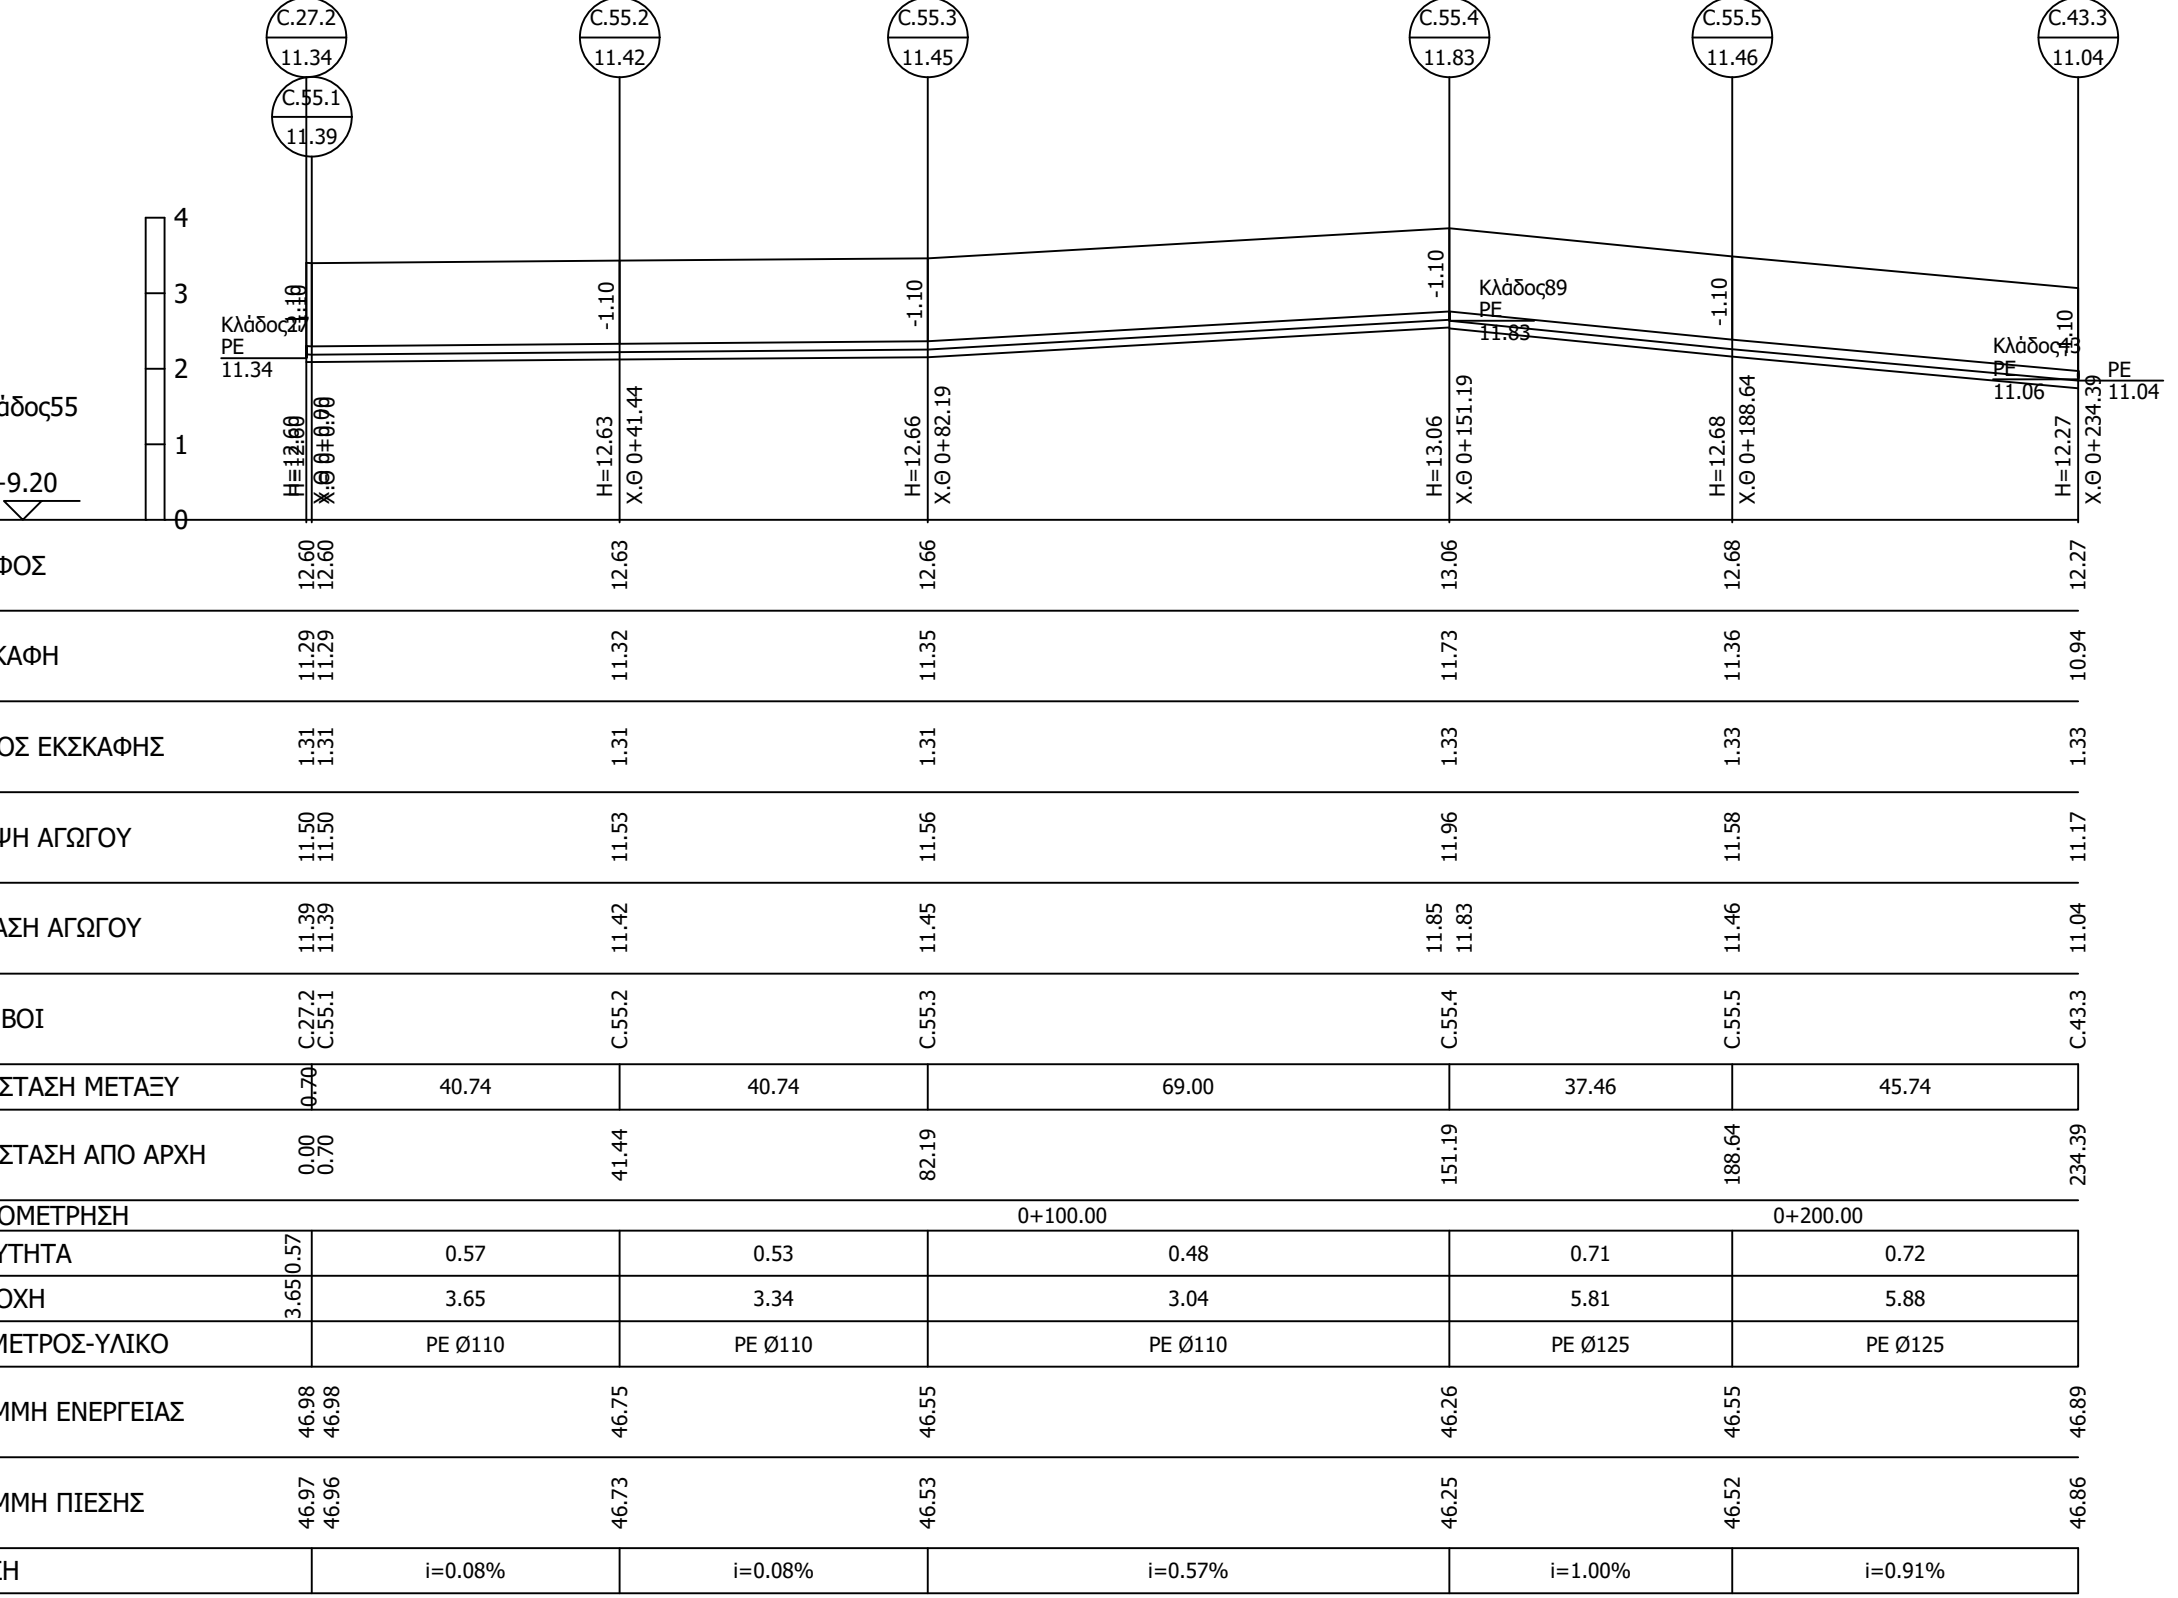 C.27.2 C.55.2 C.55.3 C.55.4 C.55.5 C.43.3
11.34 11.42 11.45 11.83 11.46 11.04
C.55.1
11.39
4
3
2
1
0
-1.10 -1.10 -1.10 -1.10
Κλάδος27
PE
11.34
Κλάδος89
PE
11.83
Κλάδος43
PE
11.06
PE
11.04
άδος55
-9.20
H=12.60 Χ.Θ 0+0.00
H=12.60 Χ.Θ 0+0.70
H=12.63 Χ.Θ 0+41.44
H=12.66 Χ.Θ 0+82.19
H=13.06 Χ.Θ 0+151.19
H=12.68 Χ.Θ 0+188.64
H=12.27 Χ.Θ 0+234.39
ΦΟΣ 12.60 12.60 12.63 12.66 13.06 12.68 12.27
ΚΑΦΗ 11.29 11.29 11.32 11.35 11.73 11.36 10.94
ΟΣ ΕΚΣΚΑΦΗΣ 1.31 1.31 1.31 1.31 1.33 1.33 1.33
ΨΗ ΑΓΩΓΟΥ 11.50 11.50 11.53 11.56 11.96 11.58 11.17
ΑΣΗ ΑΓΩΓΟΥ 11.39 11.39 11.42 11.45 11.85 11.83 11.46 11.04
ΒΟΙ C.27.2 C.55.1 C.55.2 C.55.3 C.55.4 C.55.5 C.43.3
ΣΤΑΣΗ ΜΕΤΑΞΥ 0.70 40.74 40.74 69.00 37.46 45.74
ΣΤΑΣΗ ΑΠΟ ΑΡΧΗ 0.00 0.70 41.44 82.19 151.19 188.64 234.39
ΟΜΕΤΡΗΣΗ 0+100.00 0+200.00
ΥΤΗΤΑ 0.57 0.57 0.53 0.48 0.71 0.72
ΟΧΗ 3.65 3.65 3.34 3.04 5.81 5.88
ΜΕΤΡΟΣ-ΥΛΙΚΟ PE Ø110 PE Ø110 PE Ø110 PE Ø125 PE Ø125
ΜΜΗ ΕΝΕΡΓΕΙΑΣ 46.98 46.98 46.75 46.55 46.26 46.55 46.89
ΜΜΗ ΠΙΕΣΗΣ 46.97 46.96 46.73 46.53 46.25 46.52 46.86
ΣΗ i=0.08% i=0.08% i=0.57% i=1.00% i=0.91%